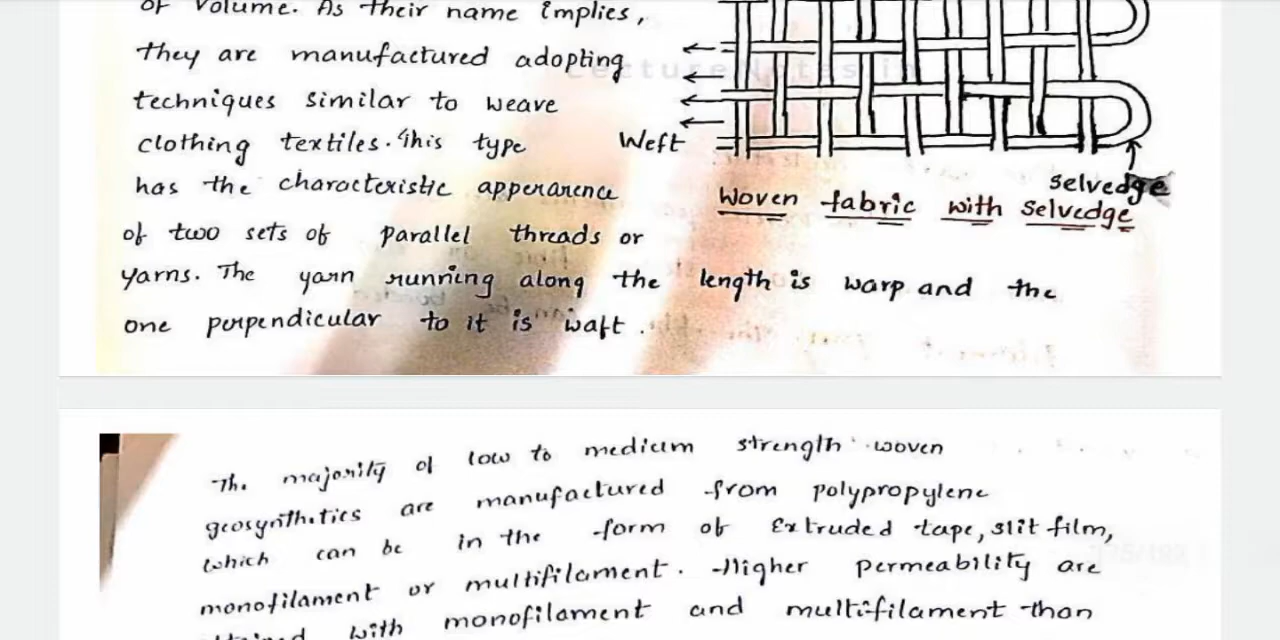 of volume. As their name implies,
they are manufactured adopting
techniques similar to weave
clothing textiles. This type
has the characteristic apperanence
of two sets of parallel threads or
yarns. The yarn running along the length is warp and the
one perpendicular to it is waft.
LectureNotes.in
Weft
selvedge
Woven fabric with Selvedge
The majority of low to medium strength woven
geosynthetics are manufactured from polypropylene
which can be in the form of Extruded tape, slit film,
monofilament or multifilament. Higher permeability are
with monofilament and multifilament than